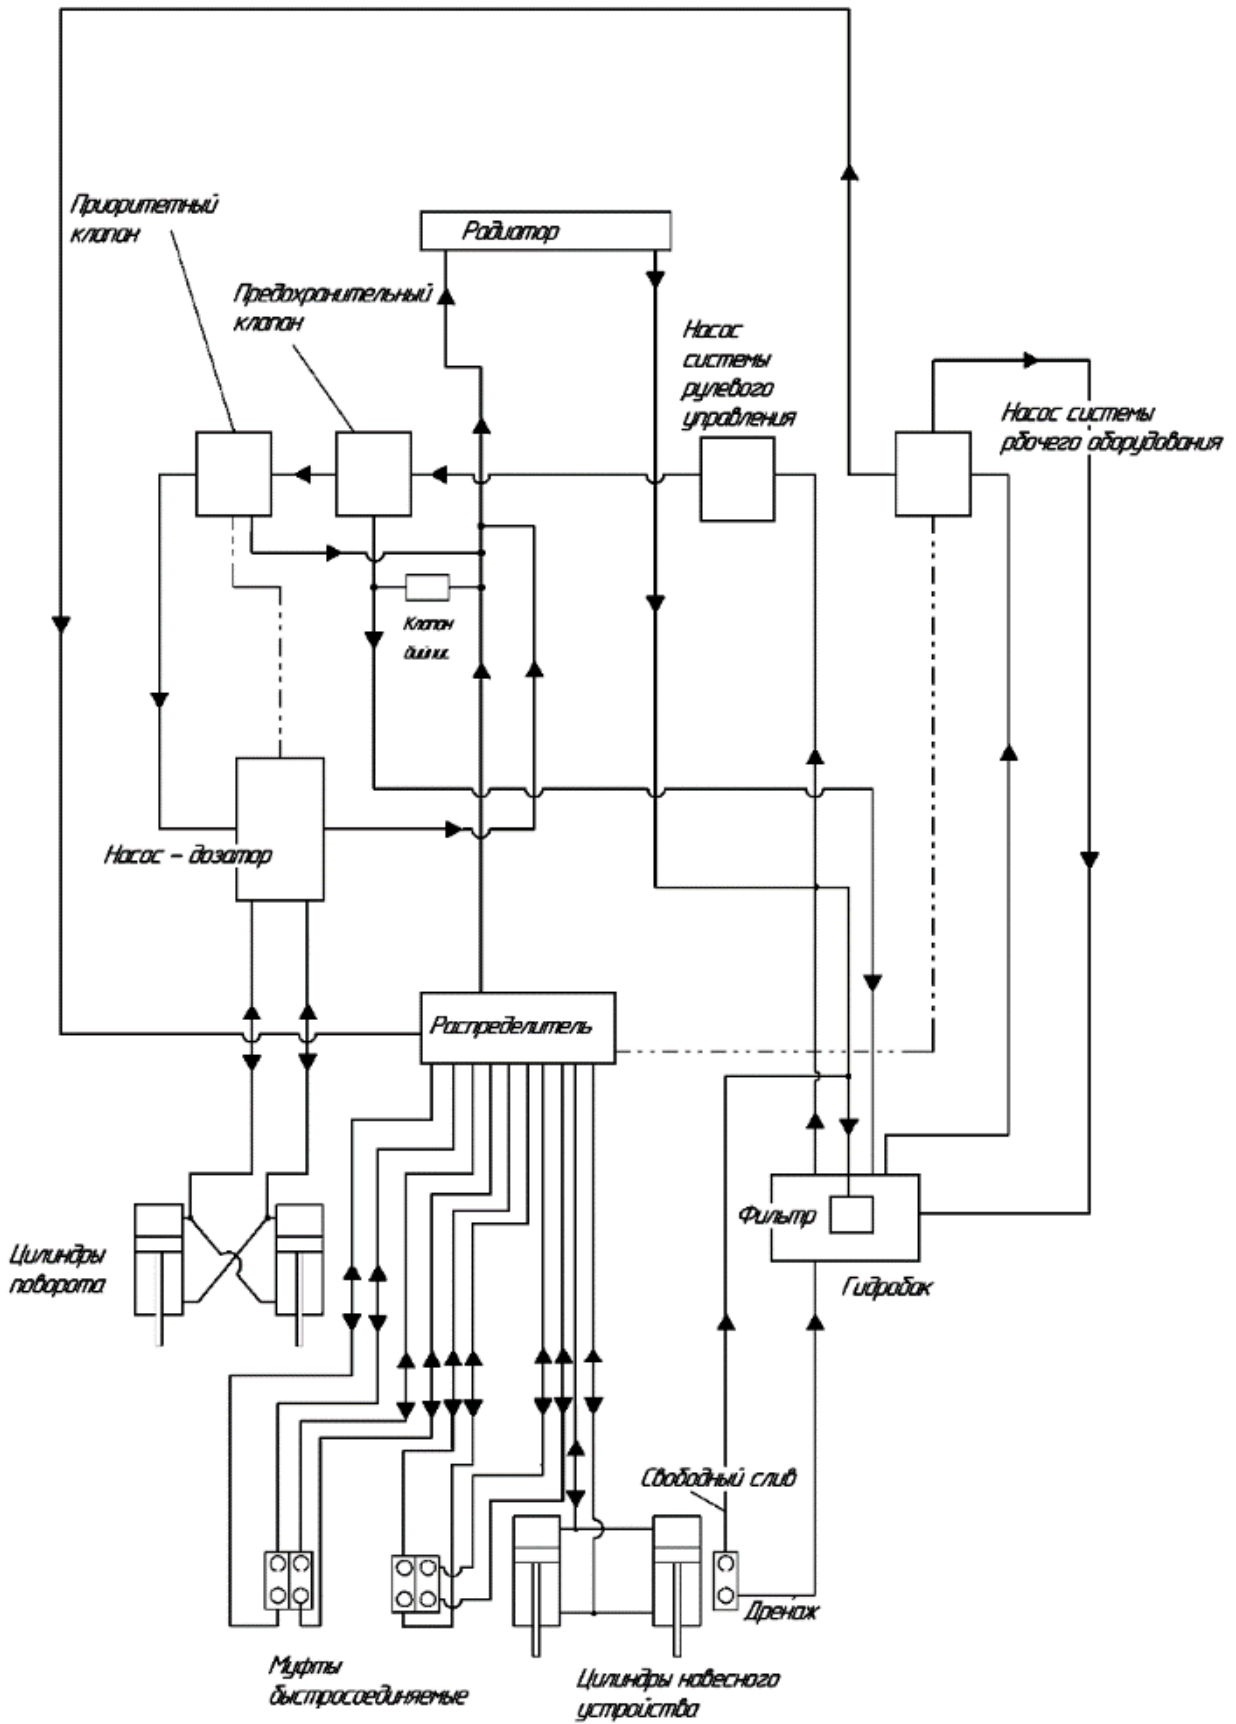 Приоритетный
клапан
Радиатор
Предохранительный
клапан
Насос
системы
рулевого
управления
Насос системы
рбочего оборудования
Клапан
Насос - дозатор
Распределитель
Фильтр
Гидробак
Цилиндры
поворота
Свободный слив
Дренаж
Муфты
быстросоединяемые
Цилиндры навесного
устройства